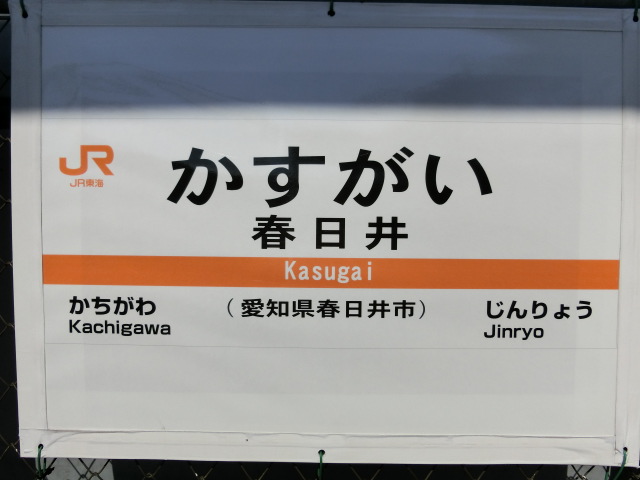 JR
JR東海
かすがい
春日井
Kasugai
かちがわ
Kachigawa
(愛知県春日井市)
じんりょう
Jinryo